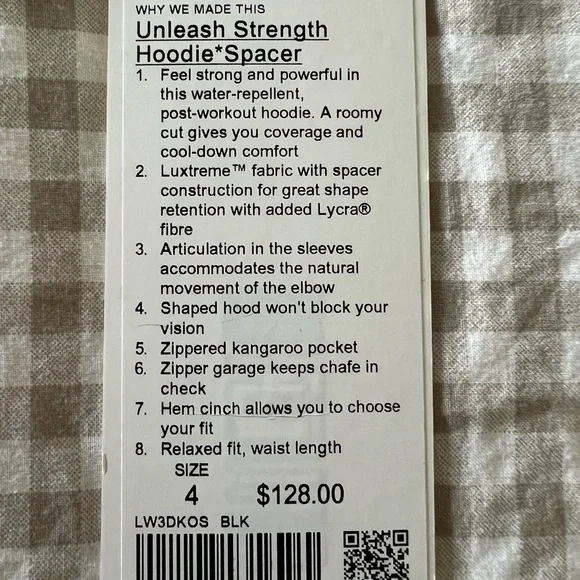 WHY WE MADE THIS
Unleash Strength
Hoodie*Spacer
1. Feel strong and powerful in
this water-repellent,
post-workout hoodie. A roomy
cut gives you coverage and
cool-down comfort
2. Luxtreme™ fabric with spacer
construction for great shape
retention with added Lycra®
fibre
3. Articulation in the sleeves
accommodates the natural
movement of the elbow
4. Shaped hood won't block your
vision
5. Zippered kangaroo pocket
6. Zipper garage keeps chafe in
check
7. Hem cinch allows you to choose
your fit
8. Relaxed fit, waist length
SIZE
4 $128.00
LW3DKOS BLK